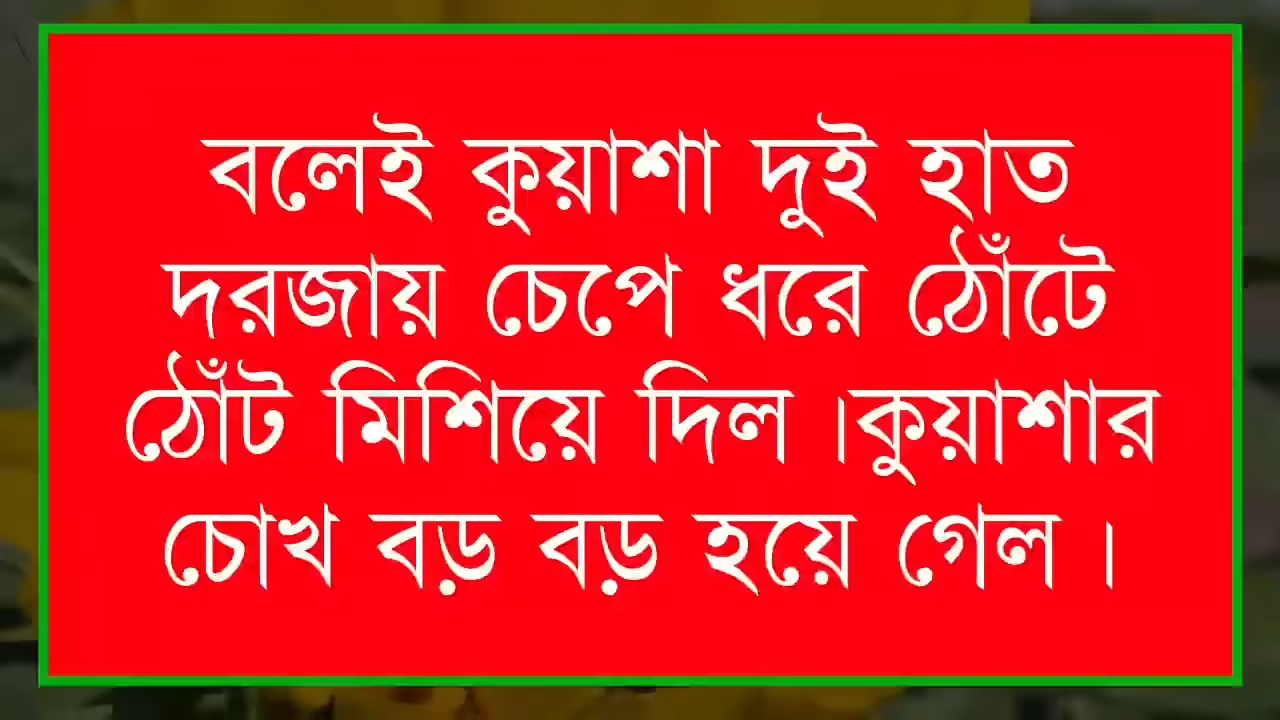 বলেই কুয়াশা দুই হাত
দরজায় চেপে ধরে ঠোঁটে
ঠোঁট মিশিয়ে দিল ।কুয়াশার
চোখ বড় বড় হয়ে গেল ।